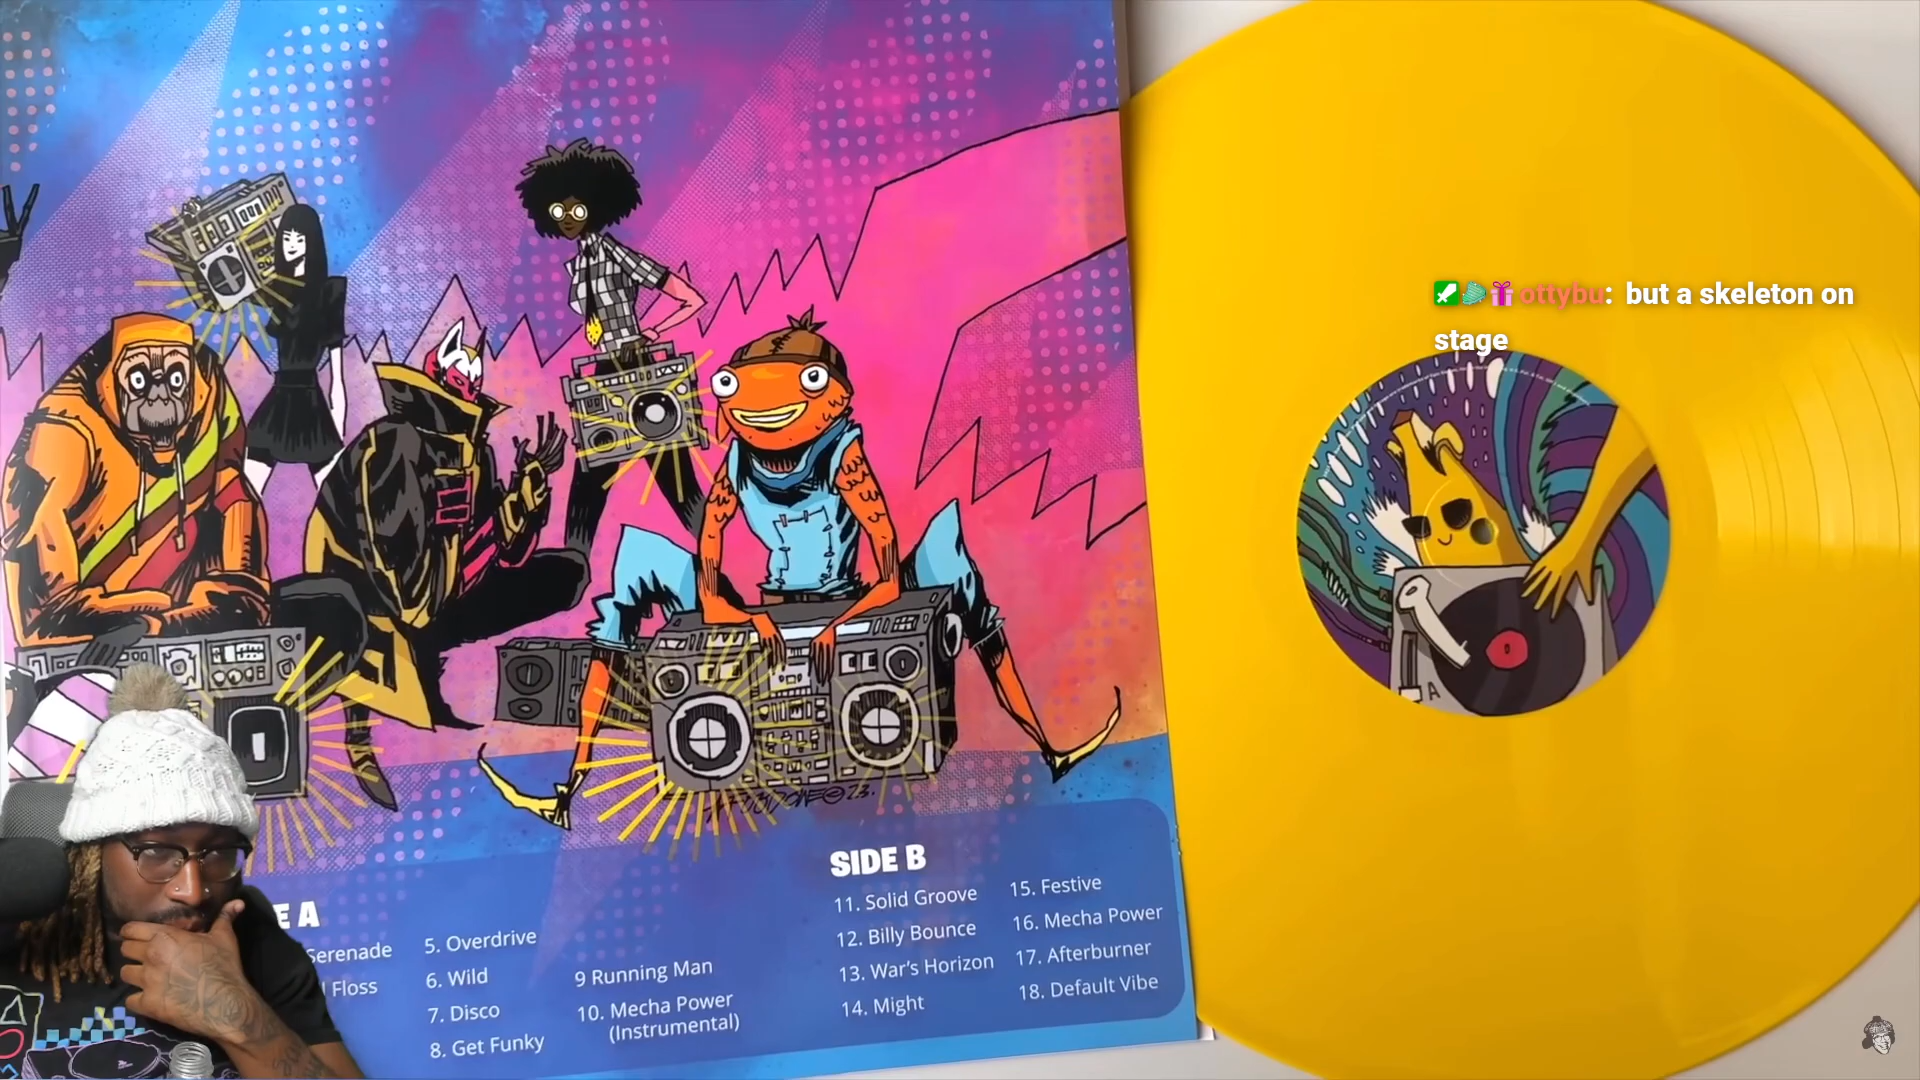 ottybu: but a skeleton on
stage
E A
Serenade
Floss
5. Overdrive
6. Wild
7. Disco
8. Get Funky
9 Running Man
10. Mecha Power
(Instrumental)
SIDE B
11. Solid Groove
12. Billy Bounce
13. War's Horizon
14. Might
15. Festive
16. Mecha Power
17. Afterburner
18. Default Vibe
A